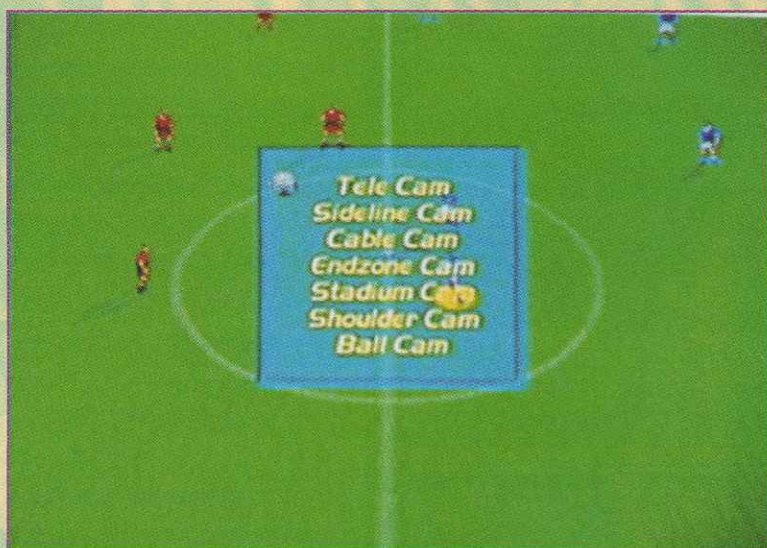 Tele Cam
Sideline Cam
Cable Cam
Endzone Cam
Stadium Cam
Shoulder Cam
Ball Cam